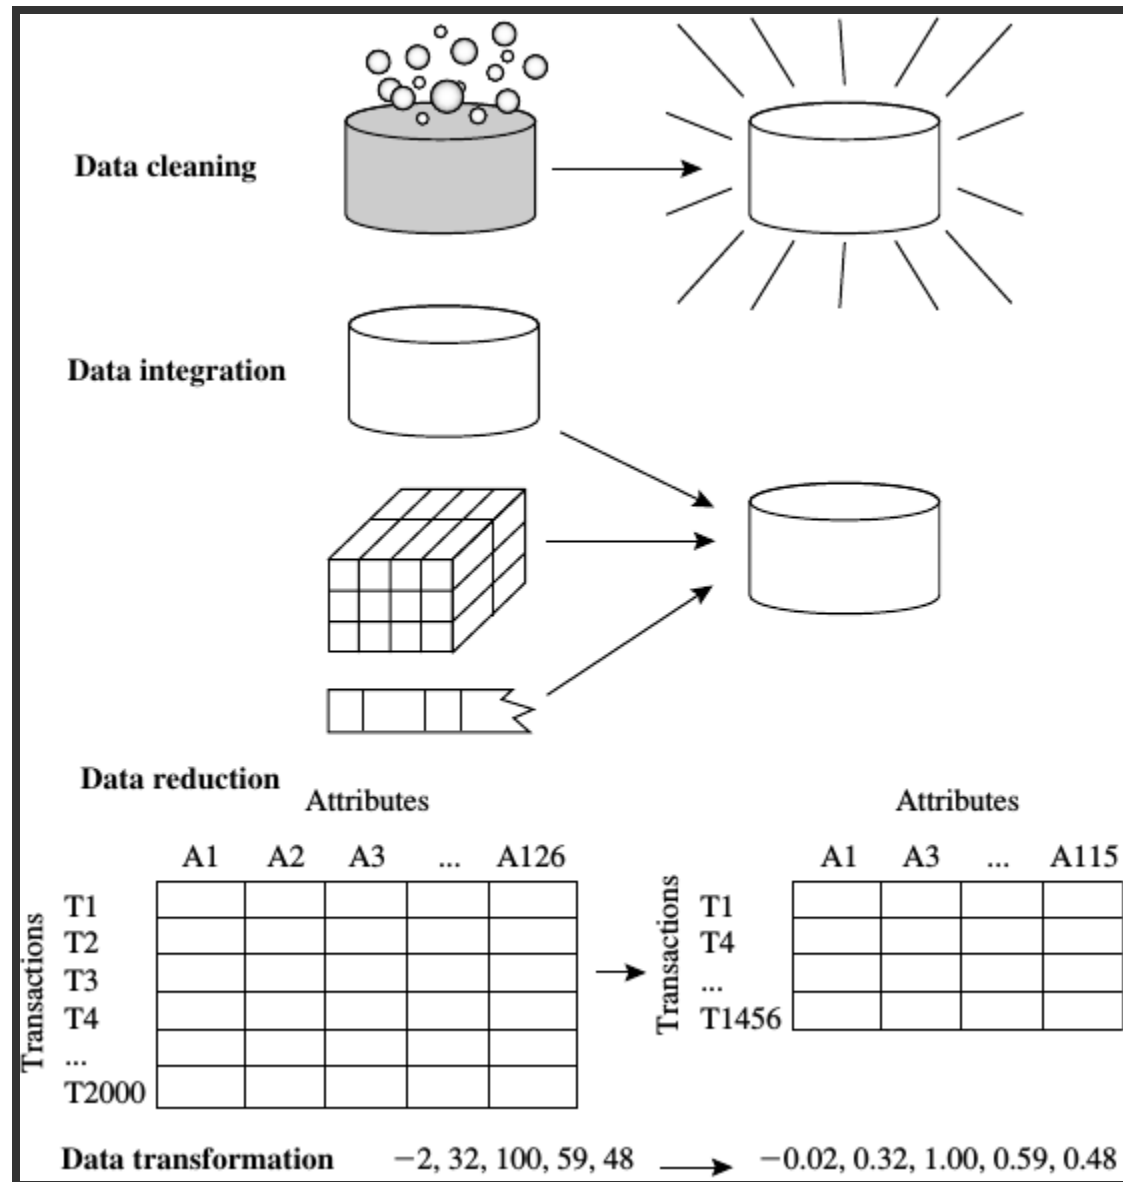 Data cleaning
Data integration
Data reduction
Attributes
A1 A2 A3 ... A126
Transactions
T1
T2
T3
T4
...
T2000
Attributes
A1 A3 ... A115
Transactions
T1
T4
...
T1456
Data transformation −2, 32, 100, 59, 48 −0.02, 0.32, 1.00, 0.59, 0.48